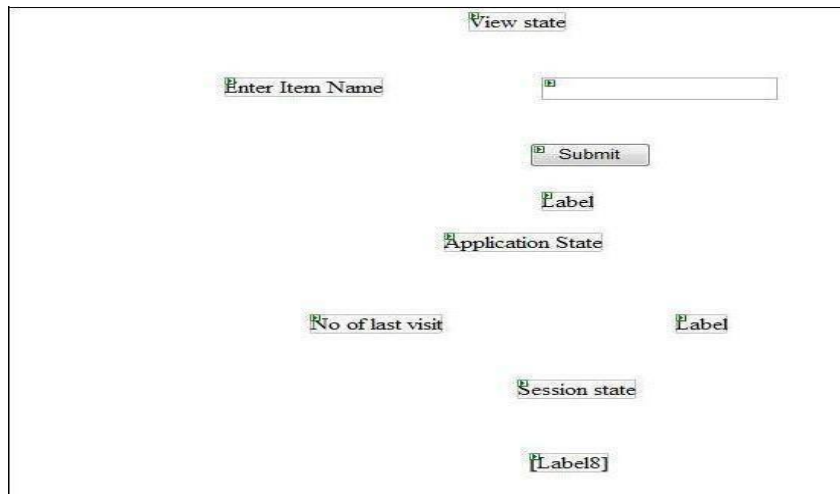 View state
Enter Item Name
Submit
Label
Application State
No of last visit Label
Session state
[Label8]